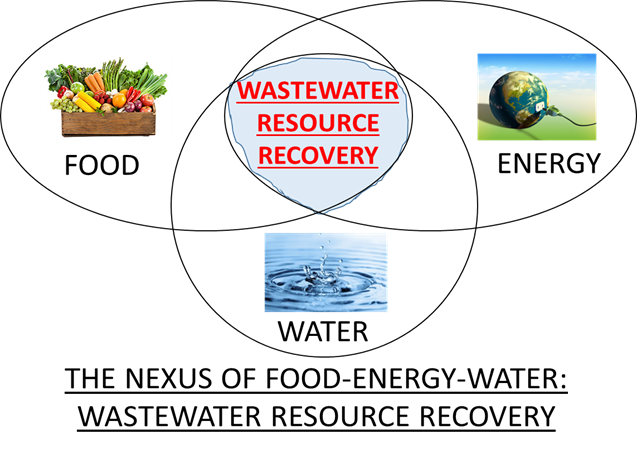 WASTEWATER
RESOURCE
RECOVERY
FOOD
ENERGY
WATER
THE NEXUS OF FOOD-ENERGY-WATER:
WASTEWATER RESOURCE RECOVERY